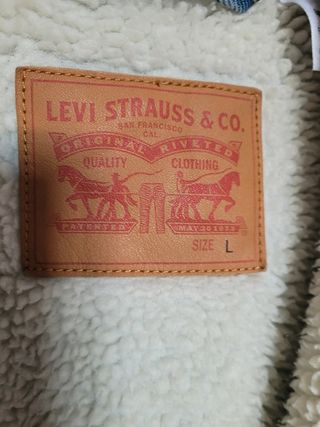 LEVI STRAUSS & CO.
SAN FRANCISCO
CAL.
ORIGINAL RIVETED
QUALITY CLOTHING
PATENTED MAY 20 1873
SIZE L